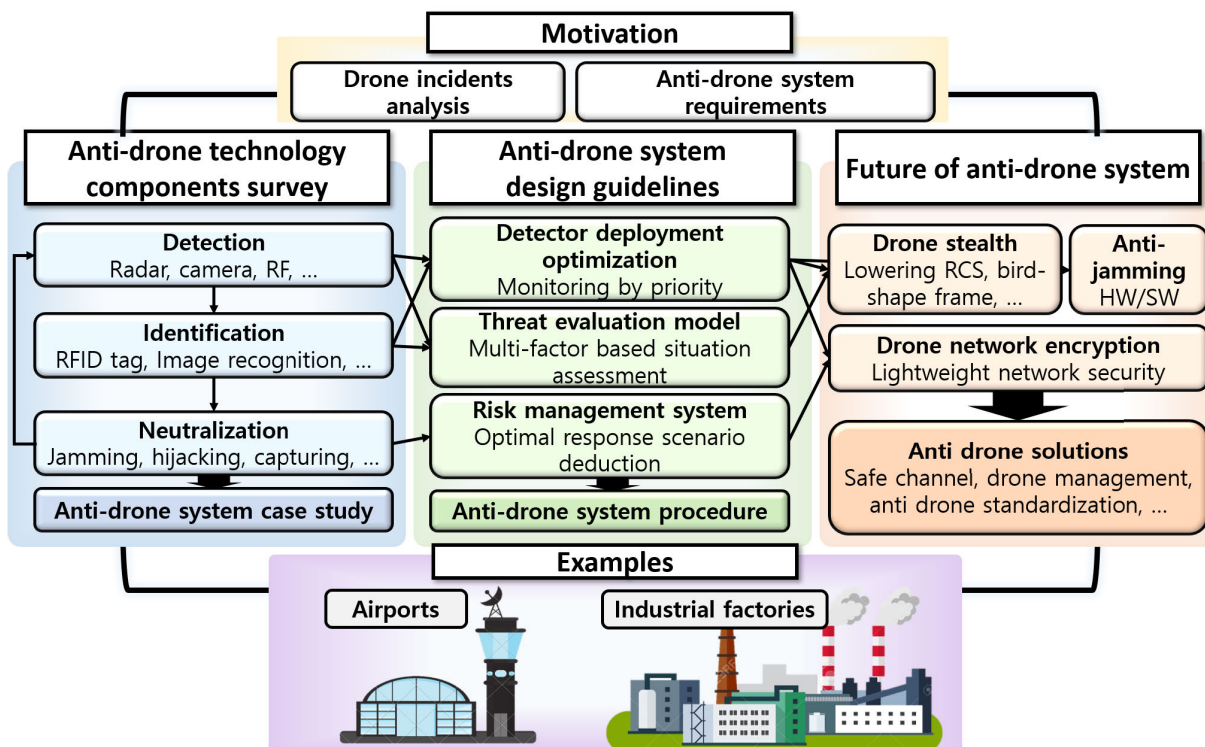 Motivation
Drone incidents
analysis
Anti-drone system
requirements
Anti-drone technology
components survey
Detection
Radar, camera, RF, ...
Identification
RFID tag, Image recognition, ...
Neutralization
Jamming, hijacking, capturing, ...
Anti-drone system case study
Anti-drone system
design guidelines
Detector deployment
optimization
Monitoring by priority
Threat evaluation model
Multi-factor based situation
assessment
Risk management system
Optimal response scenario
deduction
Anti-drone system procedure
Future of anti-drone system
Drone stealth
Lowering RCS, bird-
shape frame, ...
Anti-
jamming
HW/SW
Drone network encryption
Lightweight network security
Anti drone solutions
Safe channel, drone management,
anti drone standardization, ...
Examples
Airports
Industrial factories